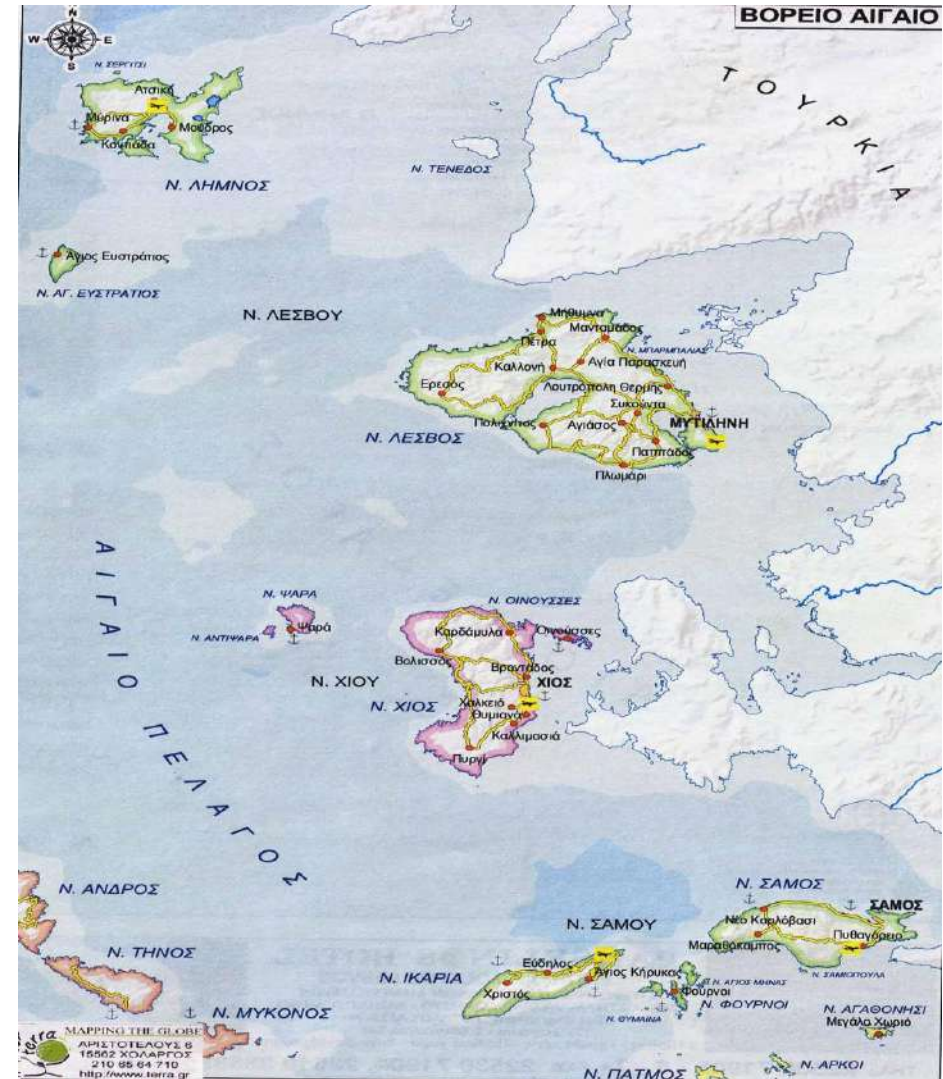 ΒΟΡΕΙΟ ΑΙΓΑΙΟ
N
W
E
S
ΤΟΥΡΚΙΑ
Ν. ΣΕΡΓΙΤΣΙ
Ατσική
Μύρινα
Μούδρος
Ν. ΛΗΜΝΟΣ
Ν. ΤΕΝΕΔΟΣ
Άγιος Ευστράτιος
Ν. ΑΓ. ΕΥΣΤΡΑΤΙΟΣ
Ν. ΛΕΣΒΟΥ
Μήθυμνα
Πέτρα
Μανταμάδος
Ν. ΜΠΑΡΜΠΑΛΙΑΣ
Καλλονή
Αγία Παρασκευή
Ερεσός
Λουτρόπολη Θερμής
Συκούντα
Πολιχνίτος
Αγιάσος
ΜΥΤΙΛΗΝΗ
Ν. ΛΕΣΒΟΣ
Παππάδος
Πλωμάρι
ΑΙΓΑΙΟ ΠΕΛΑΓΟΣ
Ν. ΨΑΡΑ
Ν. ΑΝΤΙΨΑΡΑ
Ψαρά
Ν. ΟΙΝΟΥΣΣΕΣ
Καρδάμυλα
Οινούσσες
Βολισσός
Βροντάδος
Ν. ΧΙΟΥ
ΧΙΟΣ
Ν. ΧΙΟΣ
Χαλκειό
Θυμιανά
Καλλιμασιά
Πυργί
Ν. ΑΝΔΡΟΣ
Ν. ΤΗΝΟΣ
Ν. ΜΥΚΟΝΟΣ
Ν. ΣΑΜΟΣ
ΣΑΜΟΣ
Ν. ΣΑΜΟΥ
Νέο Καρλόβασι
Μαραθόκαμπος
Πυθαγόρειο
Ν. ΣΑΜΙΟΠΟΥΛΑ
Ν. ΙΚΑΡΙΑ
Εύδηλος
Άγιος Κήρυκας
Χριστός
Ν. ΑΓΙΟΣ ΜΗΝΑΣ
Φούρνοι
Ν. ΦΟΥΡΝΟΙ
Ν. ΘΥΜΑΙΝΑ
Ν. ΑΓΑΘΟΝΗΣΙ
Μεγάλο Χωριό
Ν. ΑΡΚΟΙ
Ν. ΠΑΤΜΟΣ
terra
MAPPING THE GLOBE
ΑΡΙΣΤΟΤΕΛΟΥΣ 6
15562 ΧΟΛΑΡΓΟΣ
210 65 64 710
http://www.terra.gr